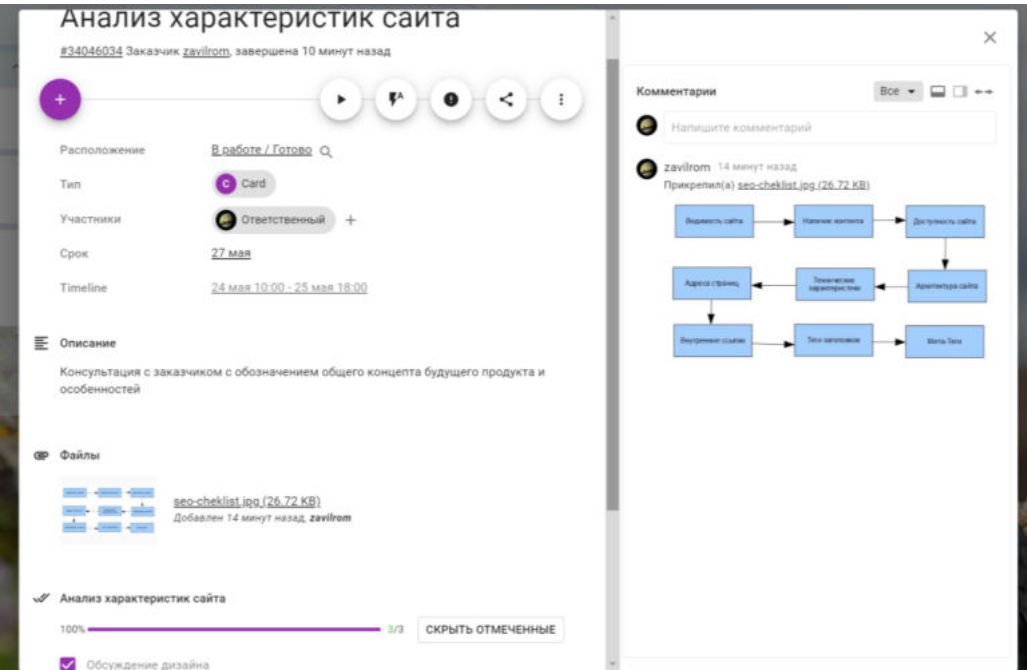 Анализ характеристик сайта
#34046034 Заказчик zavilrom, завершена 10 минут назад
Расположение
В работе / Готово
Тип
C Card
Участники
Ответственный
Срок
27 мая
Timeline
24 мая 10:00 - 25 мая 18:00
Описание
Консультация с заказчиком с обозначением общего концепта будущего продукта и
особенностей
Файлы
seo-cheklist.jpg (26.72 KB)
Добавлен 14 минут назад, zavilrom
Анализ характеристик сайта
100%
3/3
СКРЫТЬ ОТМЕЧЕННЫЕ
Обсуждение дизайна
Комментарии
Все
Напишите комментарий
zavilrom 14 минут назад
Прикрепил(а) seo-cheklist.jpg (26.72 KB)
Видимость сайта
Наличие контента
Доступность сайта
Адреса страниц
Технические
характеристики
Архитектура сайта
Внутренние ссылки
Теги заголовков
Мета-Теги